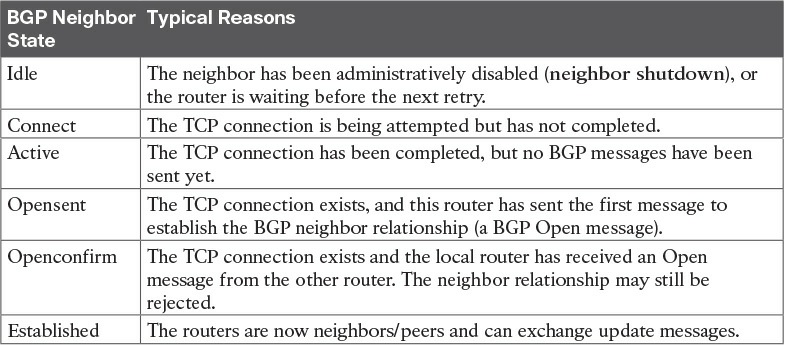 BGP Neighbor State Typical Reasons
Idle The neighbor has been administratively disabled (neighbor shutdown), or
the router is waiting before the next retry.
Connect The TCP connection is being attempted but has not completed.
Active The TCP connection has been completed, but no BGP messages have been
sent yet.
Opensent The TCP connection exists, and this router has sent the first message to
establish the BGP neighbor relationship (a BGP Open message).
Openconfirm The TCP connection exists and the local router has received an Open
message from the other router. The neighbor relationship may still be
rejected.
Established The routers are now neighbors/peers and can exchange update messages.